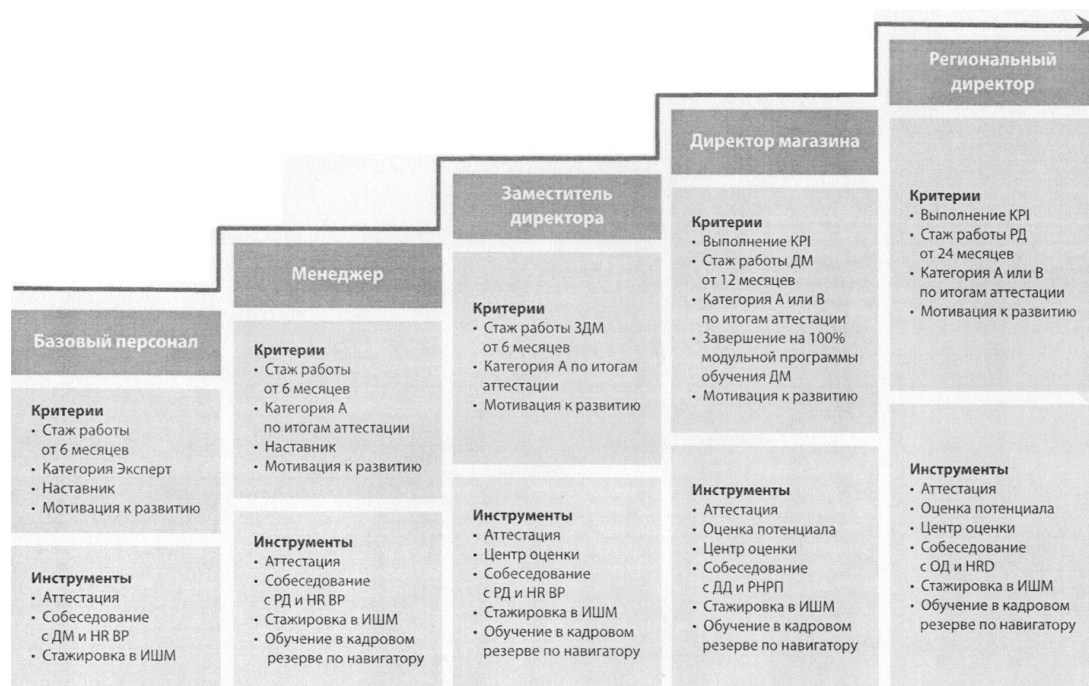 Базовый персонал
Критерии
• Стаж работы
от 6 месяцев
• Категория Эксперт
• Наставник
• Мотивация к развитию
Инструменты
• Аттестация
• Собеседование
с ДМ и HR BP
• Стажировка в ИШМ
Менеджер
Критерии
• Стаж работы
от 6 месяцев
• Категория А
по итогам аттестации
• Наставник
• Мотивация к развитию
Инструменты
• Аттестация
• Собеседование
с РД и HR BP
• Стажировка в ИШМ
• Обучение в кадровом
резерве по навигатору
Заместитель
директора
Критерии
• Стаж работы ЗДМ
от 6 месяцев
• Категория А по итогам
аттестации
• Мотивация к развитию
Инструменты
• Аттестация
• Центр оценки
• Собеседование
с РД и HR BP
• Стажировка в ИШМ
• Обучение в кадровом
резерве по навигатору
Директор магазина
Критерии
• Выполнение KPI
• Стаж работы ДМ
от 12 месяцев
• Категория А или В
по итогам аттестации
• Завершение на 100%
модульной программы
обучения ДМ
• Мотивация к развитию
Инструменты
• Аттестация
• Оценка потенциала
• Центр оценки
• Собеседование
с ДД и РНРП
• Стажировка в ИШМ
• Обучение в кадровом
резерве по навигатору
Региональный
директор
Критерии
• Выполнение KPI
• Стаж работы РД
от 24 месяцев
• Категория А или В
по итогам аттестации
• Мотивация к развитию
Инструменты
• Аттестация
• Оценка потенциала
• Центр оценки
• Собеседование
с ОД и HRD
• Стажировка в ИШМ
• Обучение в кадровом
резерве по навигатору